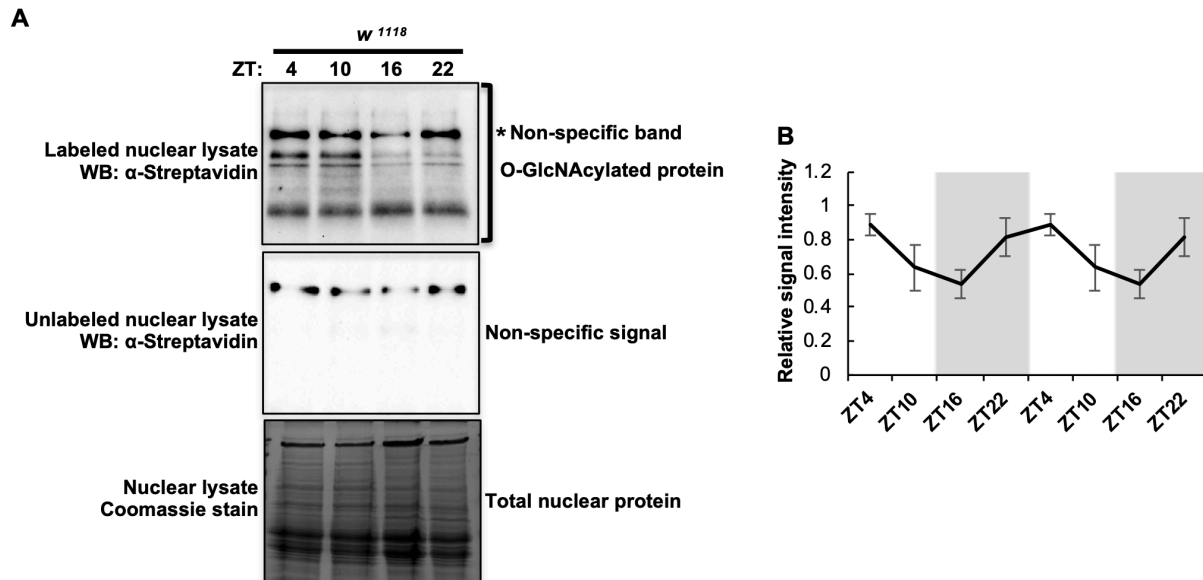 A
w 1118
ZT: 4 10 16 22
Labeled nuclear lysate
WB: α-Streptavidin
* Non-specific band
O-GlcNAcylated protein
Unlabeled nuclear lysate
WB: α-Streptavidin
Non-specific signal
Nuclear lysate
Coomassie stain
Total nuclear protein
B
Relative signal intensity
1.2
1
0.8
0.6
0.4
0.2
0
ZT4 ZT10 ZT16 ZT22 ZT4 ZT10 ZT16 ZT22